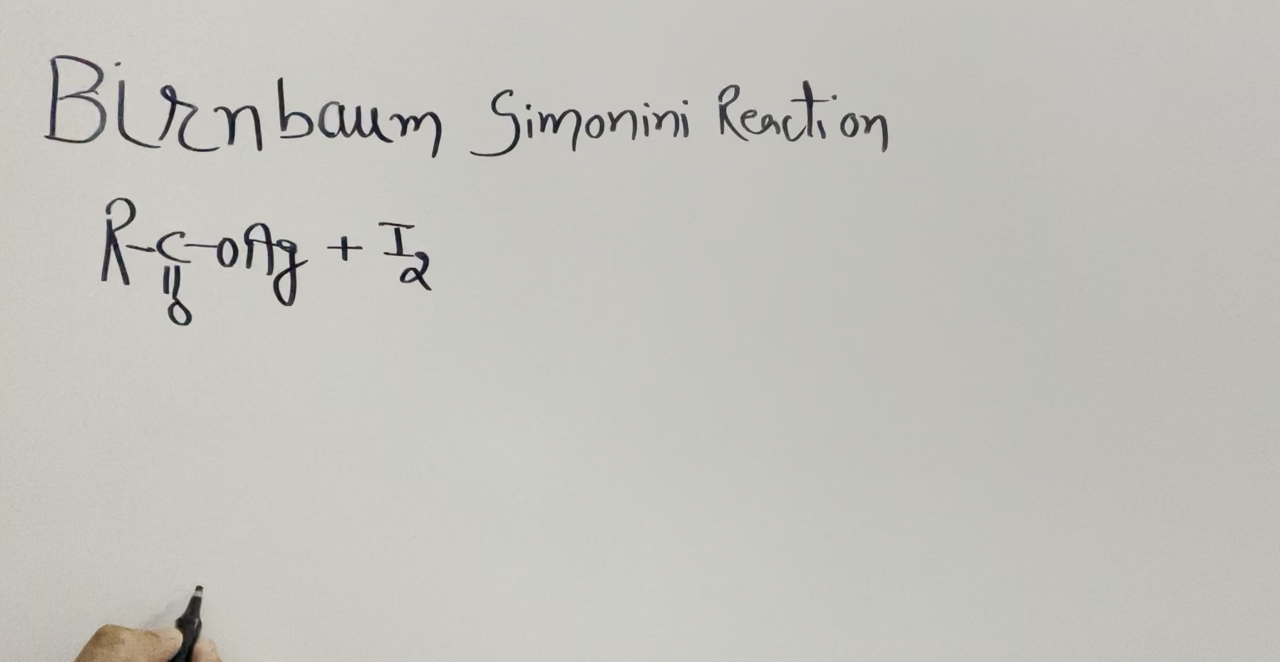 Birnbaum Simonini Reaction
R-C-OAg + I2
||
O